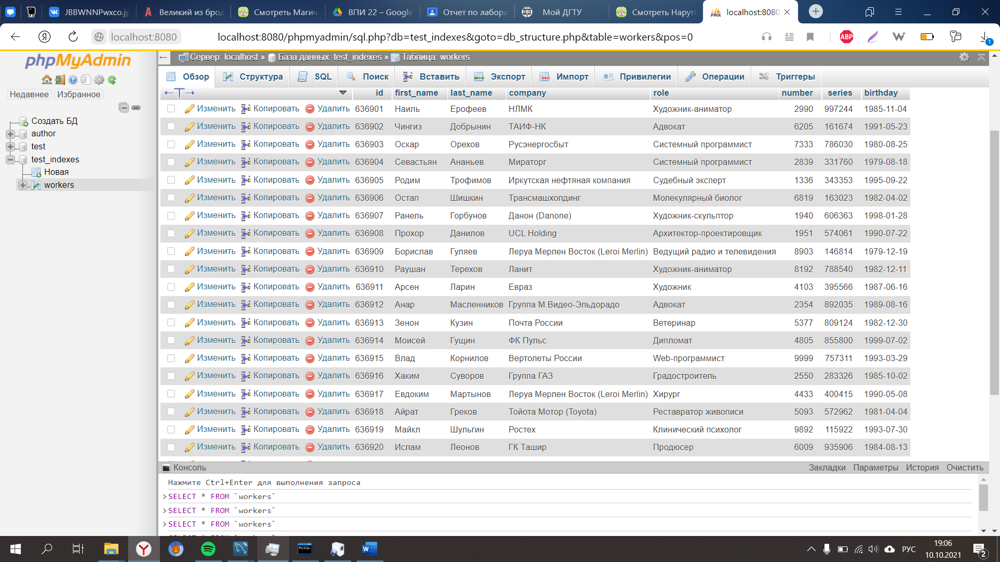 JBBWNNPwxco.jp
Великий из брод
Смотреть Магич
ВПИ 22 – Google
Отчет по лабора
Мой ДГТУ
Смотреть Нарут
localhost:8080
localhost:8080
localhost:8080/phpmyadmin/sql.php?db=test_indexes&goto=db_structure.php&table=workers&pos=0
ABP
1
phpMyAdmin
Недавнее Избранное
Создать БД
author
test
test_indexes
Новая
workers
Сервер: localhost » База данных: test_indexes » Таблица: workers
Обзор Структура SQL Поиск Вставить Экспорт Импорт Привилегии Операции Триггеры
id first_name last_name company role number series birthday
Изменить Копировать Удалить 636901 Наиль Ерофеев НЛМК Художник-аниматор 2990 997244 1985-11-04
Изменить Копировать Удалить 636902 Чингиз Добрынин ТАИФ-НК Адвокат 6205 161674 1991-05-23
Изменить Копировать Удалить 636903 Оскар Орехов Русэнергосбыт Системный программист 7333 786030 1980-08-25
Изменить Копировать Удалить 636904 Севастьян Ананьев Мираторг Системный программист 2839 331760 1979-08-18
Изменить Копировать Удалить 636905 Родим Трофимов Иркутская нефтяная компания Судебный эксперт 1336 343353 1995-09-22
Изменить Копировать Удалить 636906 Остап Шишкин Трансмашхолдинг Молекулярный биолог 6819 163023 1982-04-02
Изменить Копировать Удалить 636907 Ранель Горбунов Данон (Danone) Художник-скульптор 1940 606363 1998-01-28
Изменить Копировать Удалить 636908 Прохор Данилов UCL Holding Архитектор-проектировщик 1951 574061 1990-07-22
Изменить Копировать Удалить 636909 Борислав Гуляев Леруа Мерлен Восток (Leroi Merlin) Ведущий радио и телевидения 8903 146814 1979-12-19
Изменить Копировать Удалить 636910 Раушан Терехов Ланит Художник-аниматор 8192 788540 1982-12-11
Изменить Копировать Удалить 636911 Арсен Ларин Евраз Художник 4103 395566 1987-06-16
Изменить Копировать Удалить 636912 Анар Масленников Группа М.Видео-Эльдорадо Адвокат 2354 892035 1989-08-16
Изменить Копировать Удалить 636913 Зенон Кузин Почта России Ветеринар 5377 809124 1982-12-30
Изменить Копировать Удалить 636914 Моисей Гущин ФК Пульс Дипломат 4805 855800 1999-07-02
Изменить Копировать Удалить 636915 Влад Корнилов Вертолеты России Web-программист 9999 757311 1993-03-29
Изменить Копировать Удалить 636916 Хаким Суворов Группа ГАЗ Градостроитель 2550 283326 1985-10-02
Изменить Копировать Удалить 636917 Евдоким Мартынов Леруа Мерлен Восток (Leroi Merlin) Хирург 4433 400415 1990-05-08
Изменить Копировать Удалить 636918 Айрат Греков Тойота Мотор (Toyota) Реставратор живописи 5093 572962 1981-04-04
Изменить Копировать Удалить 636919 Майкл Шульгин Ростех Клинический психолог 9892 115922 1993-07-30
Изменить Копировать Удалить 636920 Ислам Леонов ГК Ташир Продюсер 6009 935906 1984-08-13
Консоль Закладки Параметры История Очистить
Нажмите Ctrl+Enter для выполнения запроса
>SELECT * FROM `workers`
>SELECT * FROM `workers`
>SELECT * FROM `workers`
РУС
19:06
10.10.2021
2